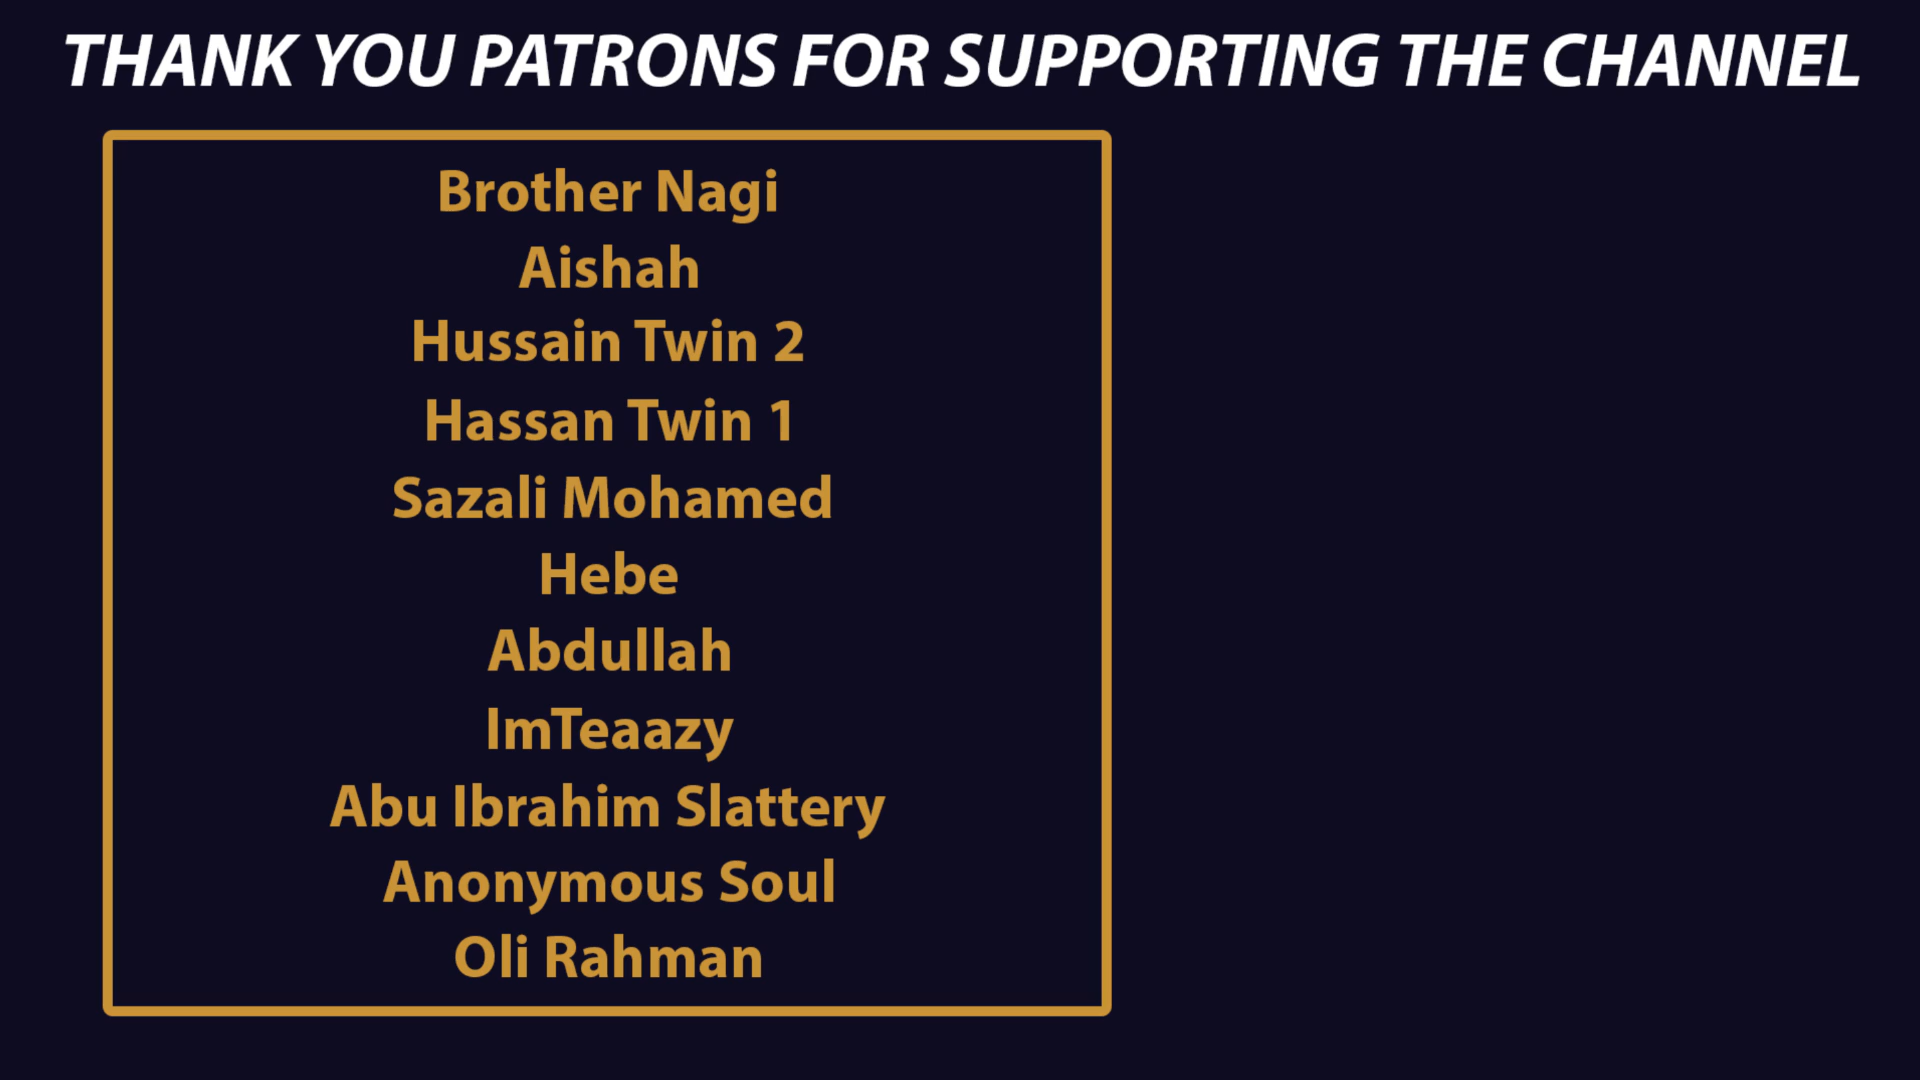 THANK YOU PATRONS FOR SUPPORTING THE CHANNEL
Brother Nagi
Aishah
Hussain Twin 2
Hassan Twin 1
Sazali Mohamed
Hebe
Abdullah
ImTeaazy
Abu Ibrahim Slattery
Anonymous Soul
Oli Rahman